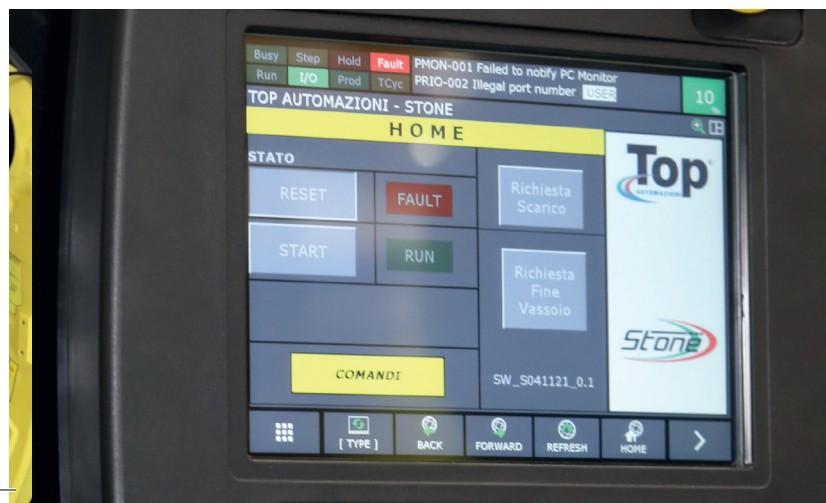 Busy Step Hold Fault PMON-001 Failed to notify PC Monitor
Run I/O Prod TCyc PRIO-002 Illegal port number USER
10
%
TOP AUTOMAZIONI - STONE
HOME
STATO
RESET
FAULT
START
RUN
Richiesta
Scarico
Richiesta
Fine
Vassoio
COMANDI
SW_S041121_0.1
Top
AUTOMAZIONI
Stone
[ TYPE ]
BACK
FORWARD
REFRESH
HOME